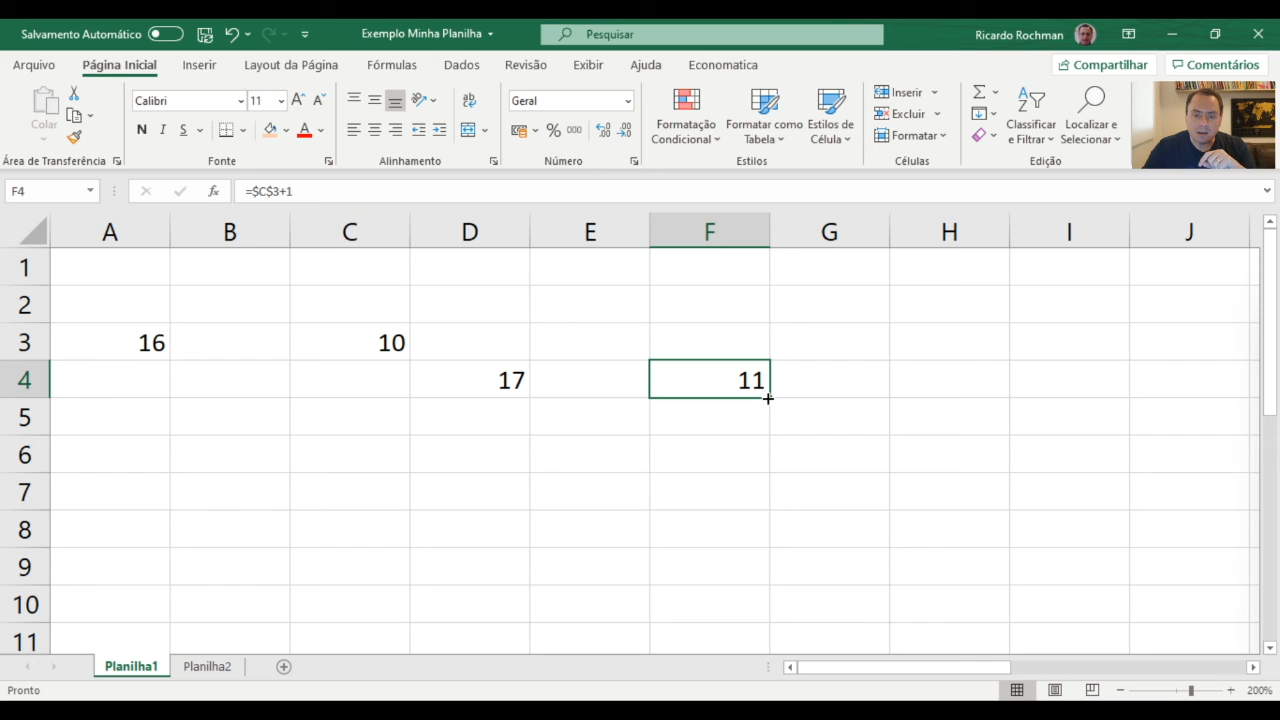 Salvamento Automático
Exemplo Minha Planilha
Pesquisar
Ricardo Rochman
Arquivo Página Inicial Inserir Layout da Página Fórmulas Dados Revisão Exibir Ajuda Economatica
Compartilhar Comentários
Colar
Área de Transferência
Calibri 11
N I S A
Fonte
ab
Alinhamento
Geral
% 000
Número
Formatação Condicional
Formatar como Tabela
Estilos de Célula
Estilos
Inserir
Excluir
Formatar
Células
Classificar e Filtrar
Localizar e Selecionar
Edição
F4 fx =$C$3+1
A B C D E F G H I J
1
2
3 16 10
4 17 11
5
6
7
8
9
10
11
Planilha1 Planilha2
Pronto 200%